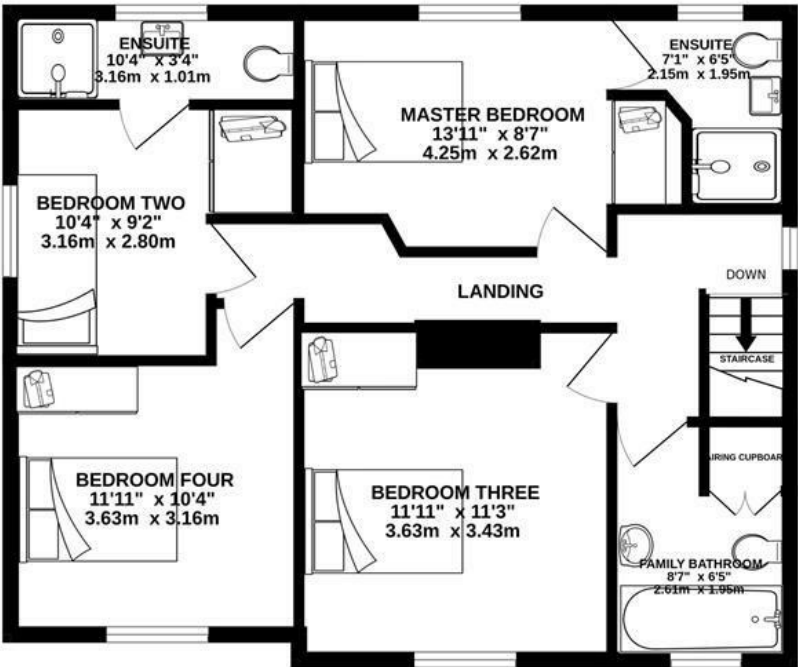 ENSUITE
10'4" x 3'4"
3.16m x 1.01m
ENSUITE
7'1" x 6'5"
2.15m x 1.95m
MASTER BEDROOM
13'11" x 8'7"
4.25m x 2.62m
BEDROOM TWO
10'4" x 9'2"
3.16m x 2.80m
LANDING
DOWN
STAIRCASE
AIRING CUPBOARD
BEDROOM FOUR
11'11" x 10'4"
3.63m x 3.16m
BEDROOM THREE
11'11" x 11'3"
3.63m x 3.43m
FAMILY BATHROOM
8'7" x 6'5"
2.61m x 1.95m